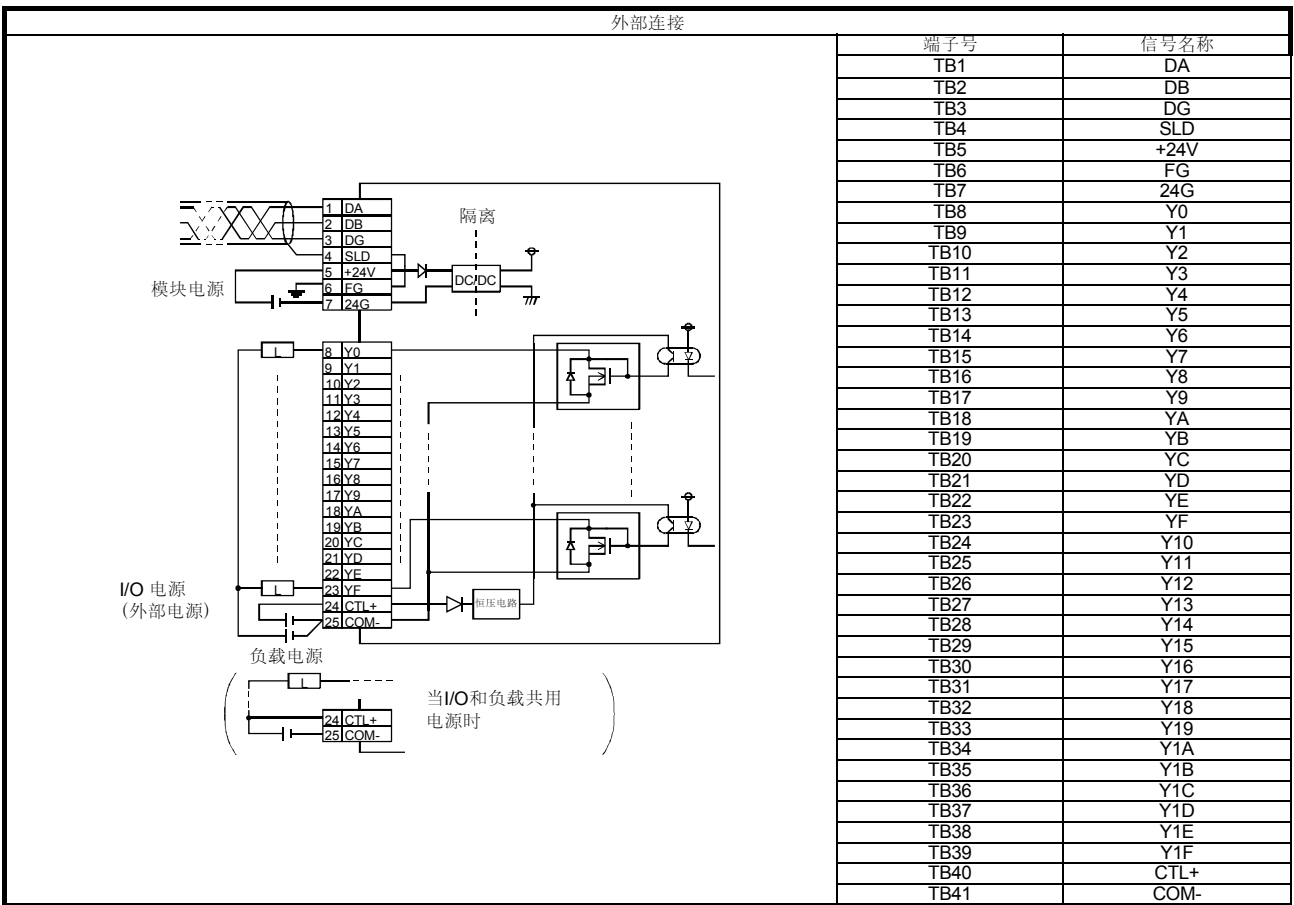 外部连接
端子号 信号名称
TB1 DA
TB2 DB
TB3 DG
TB4 SLD
TB5 +24V
TB6 FG
TB7 24G
TB8 Y0
TB9 Y1
TB10 Y2
TB11 Y3
TB12 Y4
TB13 Y5
TB14 Y6
TB15 Y7
TB16 Y8
TB17 Y9
TB18 YA
TB19 YB
TB20 YC
TB21 YD
TB22 YE
TB23 YF
TB24 Y10
TB25 Y11
TB26 Y12
TB27 Y13
TB28 Y14
TB29 Y15
TB30 Y16
TB31 Y17
TB32 Y18
TB33 Y19
TB34 Y1A
TB35 Y1B
TB36 Y1C
TB37 Y1D
TB38 Y1E
TB39 Y1F
TB40 CTL+
TB41 COM-
1 DA
2 DB
3 DG
4 SLD
5 +24V
6 FG
7 24G
模块电源
隔离
DC/DC
L
8 Y0
9 Y1
10 Y2
11 Y3
12 Y4
13 Y5
14 Y6
15 Y7
16 Y8
17 Y9
18 YA
19 YB
20 YC
21 YD
22 YE
23 YF
24 CTL+
25 COM-
L
I/O 电源
(外部电源)
恒压电路
负载电源
L
24 CTL+
25 COM-
当I/O和负载共用
电源时